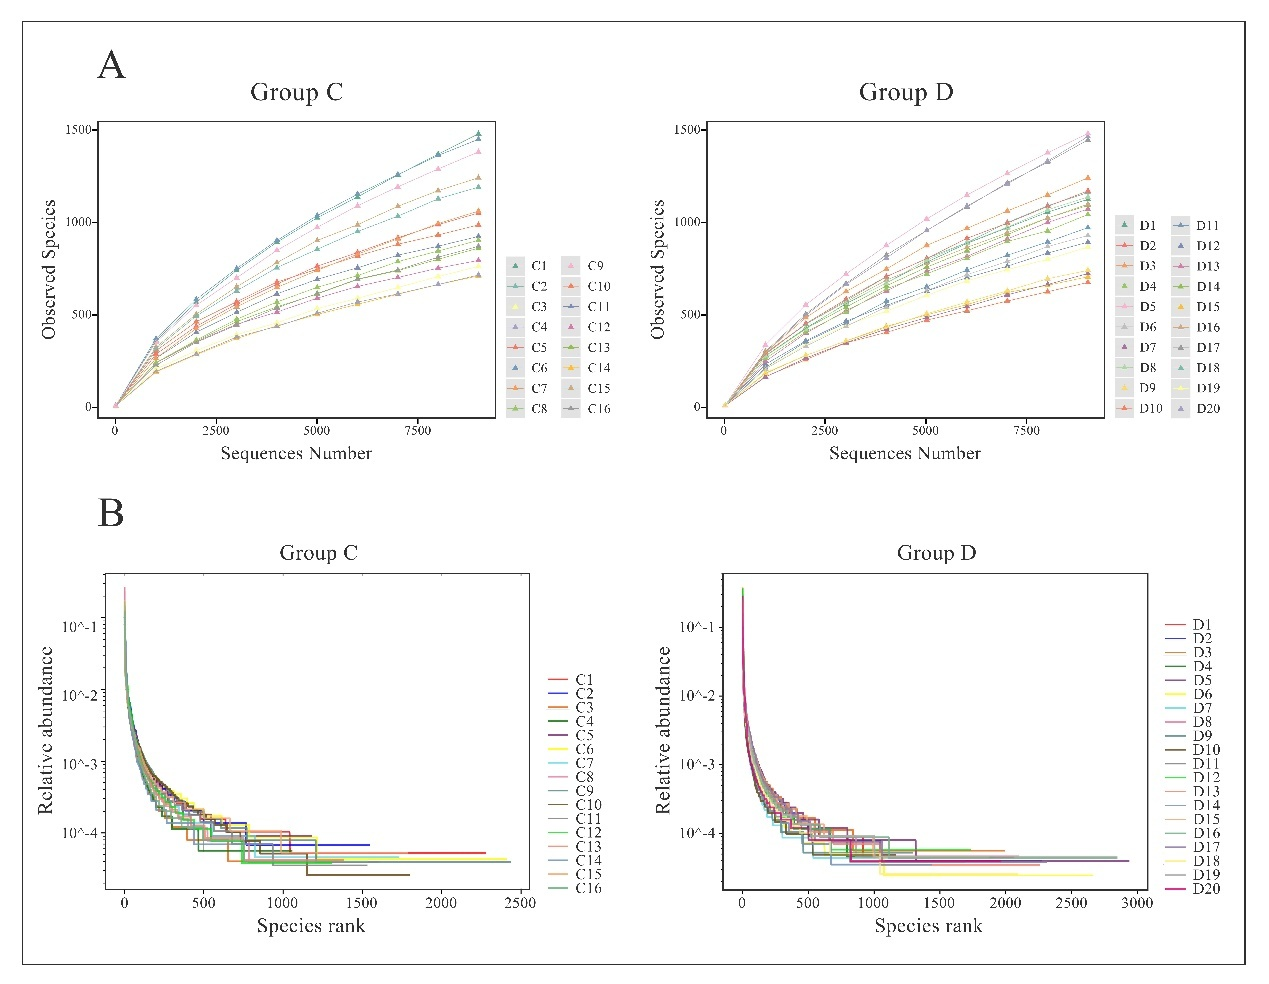 A
Group C
Group D
1500
1000
500
0
0
2500
5000
7500
Observed Species
Sequences Number
C1
C2
C3
C4
C5
C6
C7
C8
C9
C10
C11
C12
C13
C14
C15
C16
1500
1000
500
0
0
2500
5000
7500
Observed Species
Sequences Number
D1
D2
D3
D4
D5
D6
D7
D8
D9
D10
D11
D12
D13
D14
D15
D16
D17
D18
D19
D20
B
Group C
Group D
10^-1
10^-2
10^-3
10^-4
0
500
1000
1500
2000
2500
Relative abundance
Species rank
C1
C2
C3
C4
C5
C6
C7
C8
C9
C10
C11
C12
C13
C14
C15
C16
10^-1
10^-2
10^-3
10^-4
0
500
1000
1500
2000
2500
3000
Relative abundance
Species rank
D1
D2
D3
D4
D5
D6
D7
D8
D9
D10
D11
D12
D13
D14
D15
D16
D17
D18
D19
D20